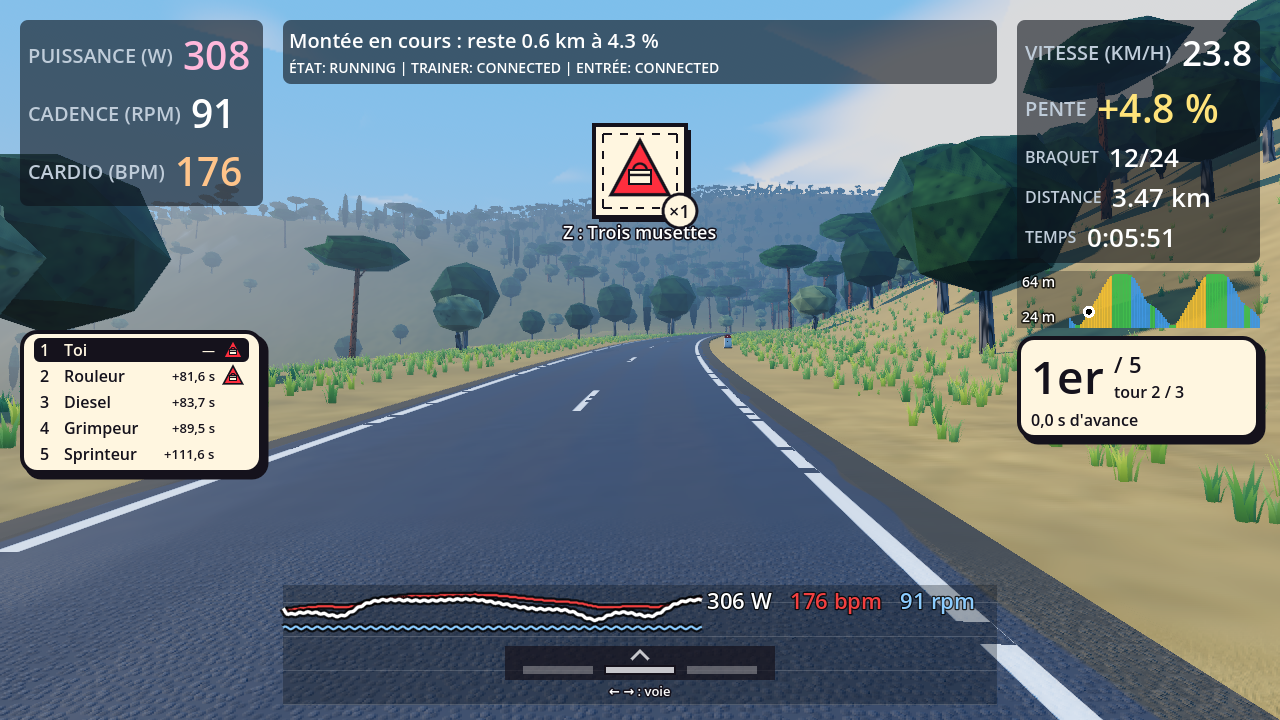 PUISSANCE (W) 308
CADENCE (RPM) 91
CARDIO (BPM) 176
Montée en cours : reste 0.6 km à 4.3 %
ÉTAT: RUNNING | TRAINER: CONNECTED | ENTRÉE: CONNECTED
VITESSE (KM/H) 23.8
PENTE +4.8 %
BRAQUET 12/24
DISTANCE 3.47 km
TEMPS 0:05:51
64 m
24 m
×1
Z : Trois musettes
1 Toi —
2 Rouleur +81,6 s
3 Diesel +83,7 s
4 Grimpeur +89,5 s
5 Sprinteur +111,6 s
1er / 5
tour 2 / 3
0,0 s d'avance
306 W 176 bpm 91 rpm
← → : voie